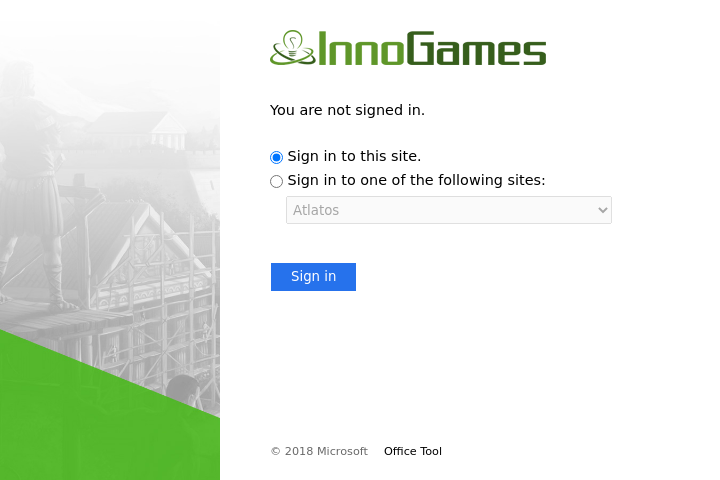 InnoGames
You are not signed in.
Sign in to this site.
Sign in to one of the following sites:
Atlatos
Sign in
© 2018 Microsoft Office Tool